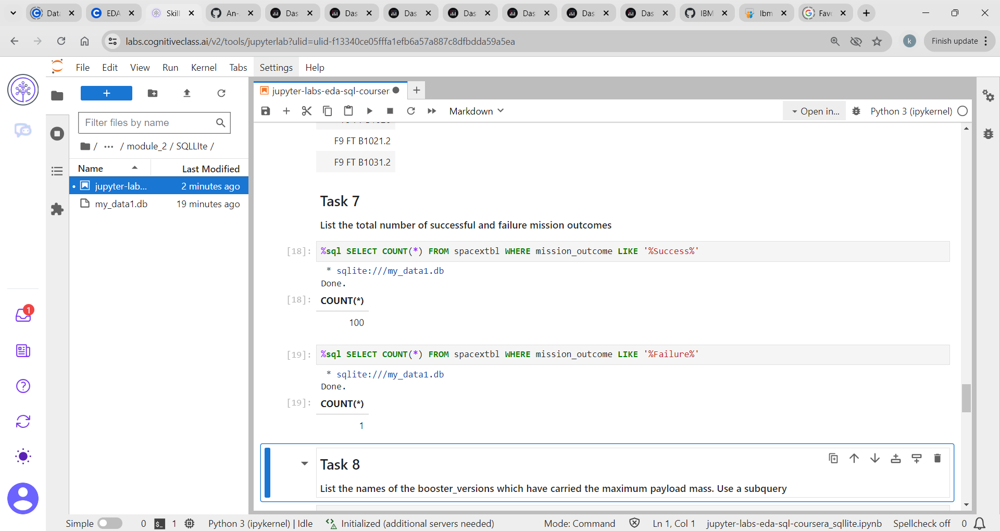 Data
EDA
Skill
An-
Das
Das
Das
Das
Das
Das
Das
IBM
Ibm
Favo
labs.cognitiveclass.ai/v2/tools/jupyterlab?ulid=ulid-f13340ce05fffa1efb6a57a887c8dfbdda59a5ea
k
Finish update
File Edit View Run Kernel Tabs Settings Help
jupyter-labs-eda-sql-courser
Filter files by name
/ ··· / module_2 / SQLLIte /
Name Last Modified
jupyter-lab... 2 minutes ago
my_data1.db 19 minutes ago
Markdown
Open in...
Python 3 (ipykernel)
F9 FT B1021.2
F9 FT B1031.2
Task 7
List the total number of successful and failure mission outcomes
[18]: %sql SELECT COUNT(*) FROM spacextbl WHERE mission_outcome LIKE '%Success%'
* sqlite:///my_data1.db
Done.
[18]: COUNT(*)
100
[19]: %sql SELECT COUNT(*) FROM spacextbl WHERE mission_outcome LIKE '%Failure%'
* sqlite:///my_data1.db
Done.
[19]: COUNT(*)
1
Task 8
List the names of the booster_versions which have carried the maximum payload mass. Use a subquery
1
Simple 0 $_ 1 Python 3 (ipykernel) | Idle Initialized (additional servers needed) Mode: Command Ln 1, Col 1 jupyter-labs-eda-sql-coursera_sqllite.ipynb Spellcheck off 0